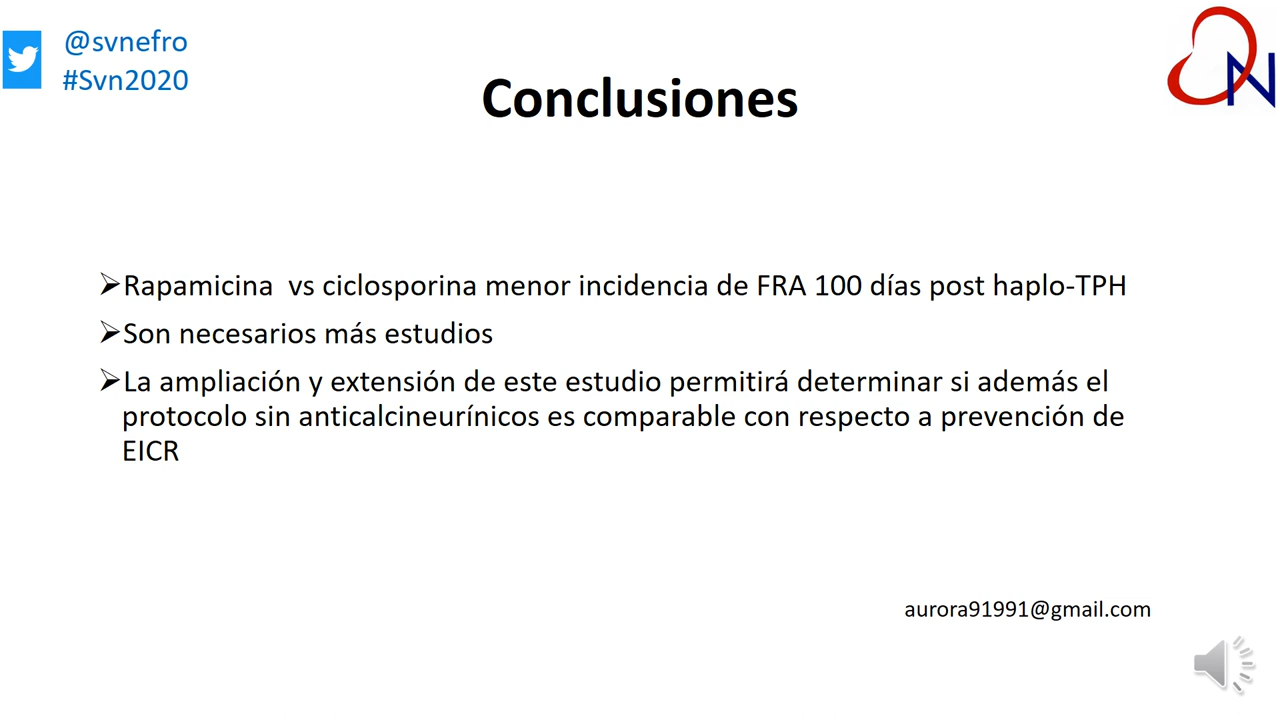 @svnefro
#Svn2020
N
Conclusiones
➢Rapamicina vs ciclosporina menor incidencia de FRA 100 días post haplo-TPH
➢Son necesarios más estudios
➢La ampliación y extensión de este estudio permitirá determinar si además el
protocolo sin anticalcineurínicos es comparable con respecto a prevención de
EICR
aurora91991@gmail.com